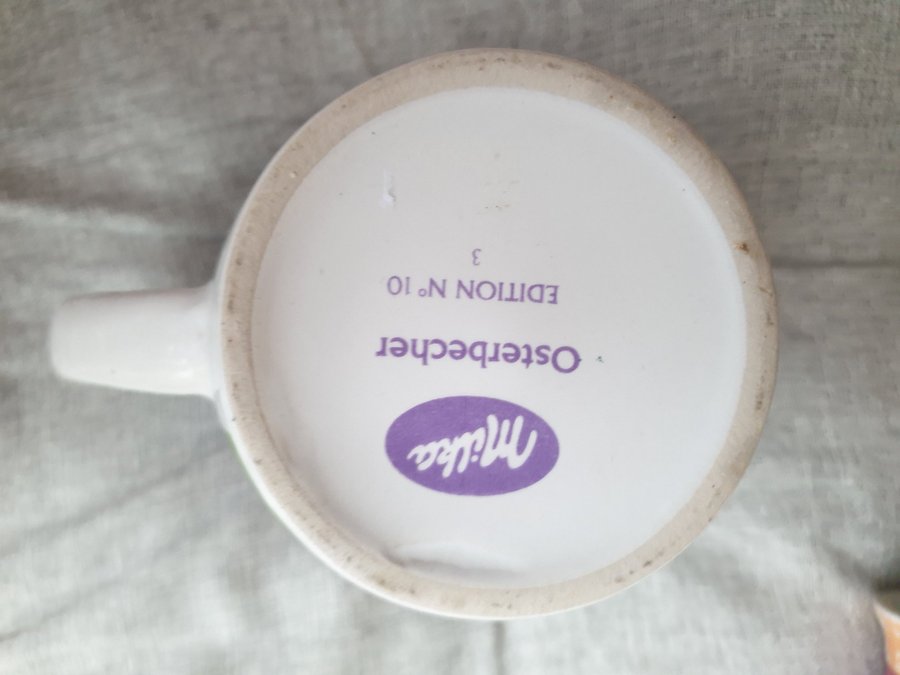 Milka
Osterbecher
EDITION N° 10
3